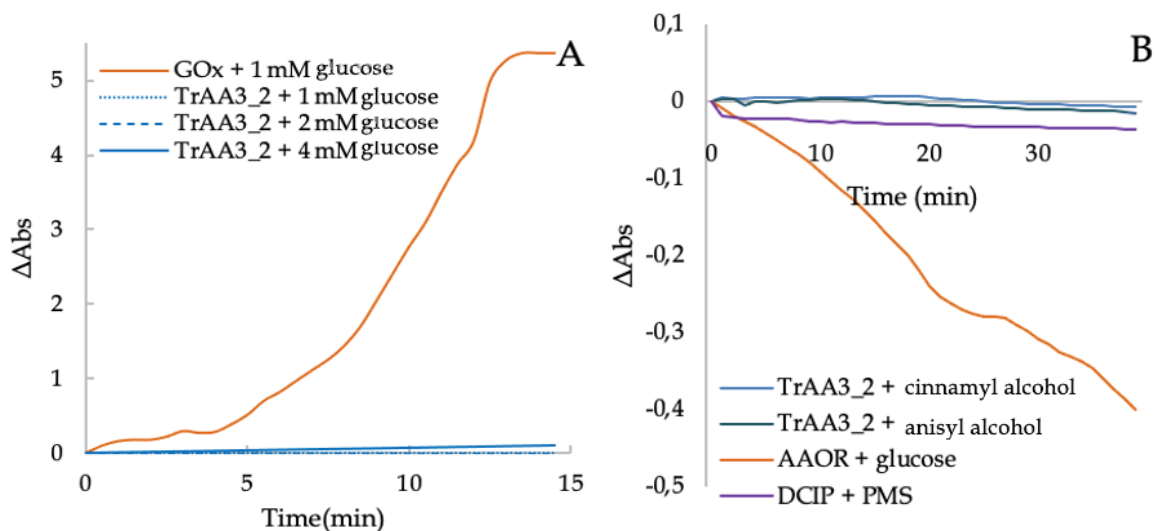 A
5
4
3
2
1
0
ΔAbs
GOx + 1 mM glucose
TrAA3_2 + 1 mM glucose
TrAA3_2 + 2 mM glucose
TrAA3_2 + 4 mM glucose
0 5 10 15
Time(min)
B
0,1
0
-0,1
-0,2
-0,3
-0,4
-0,5
ΔAbs
0 10 20 30
Time (min)
TrAA3_2 + cinnamyl alcohol
TrAA3_2 + anisyl alcohol
AAOR + glucose
DCIP + PMS